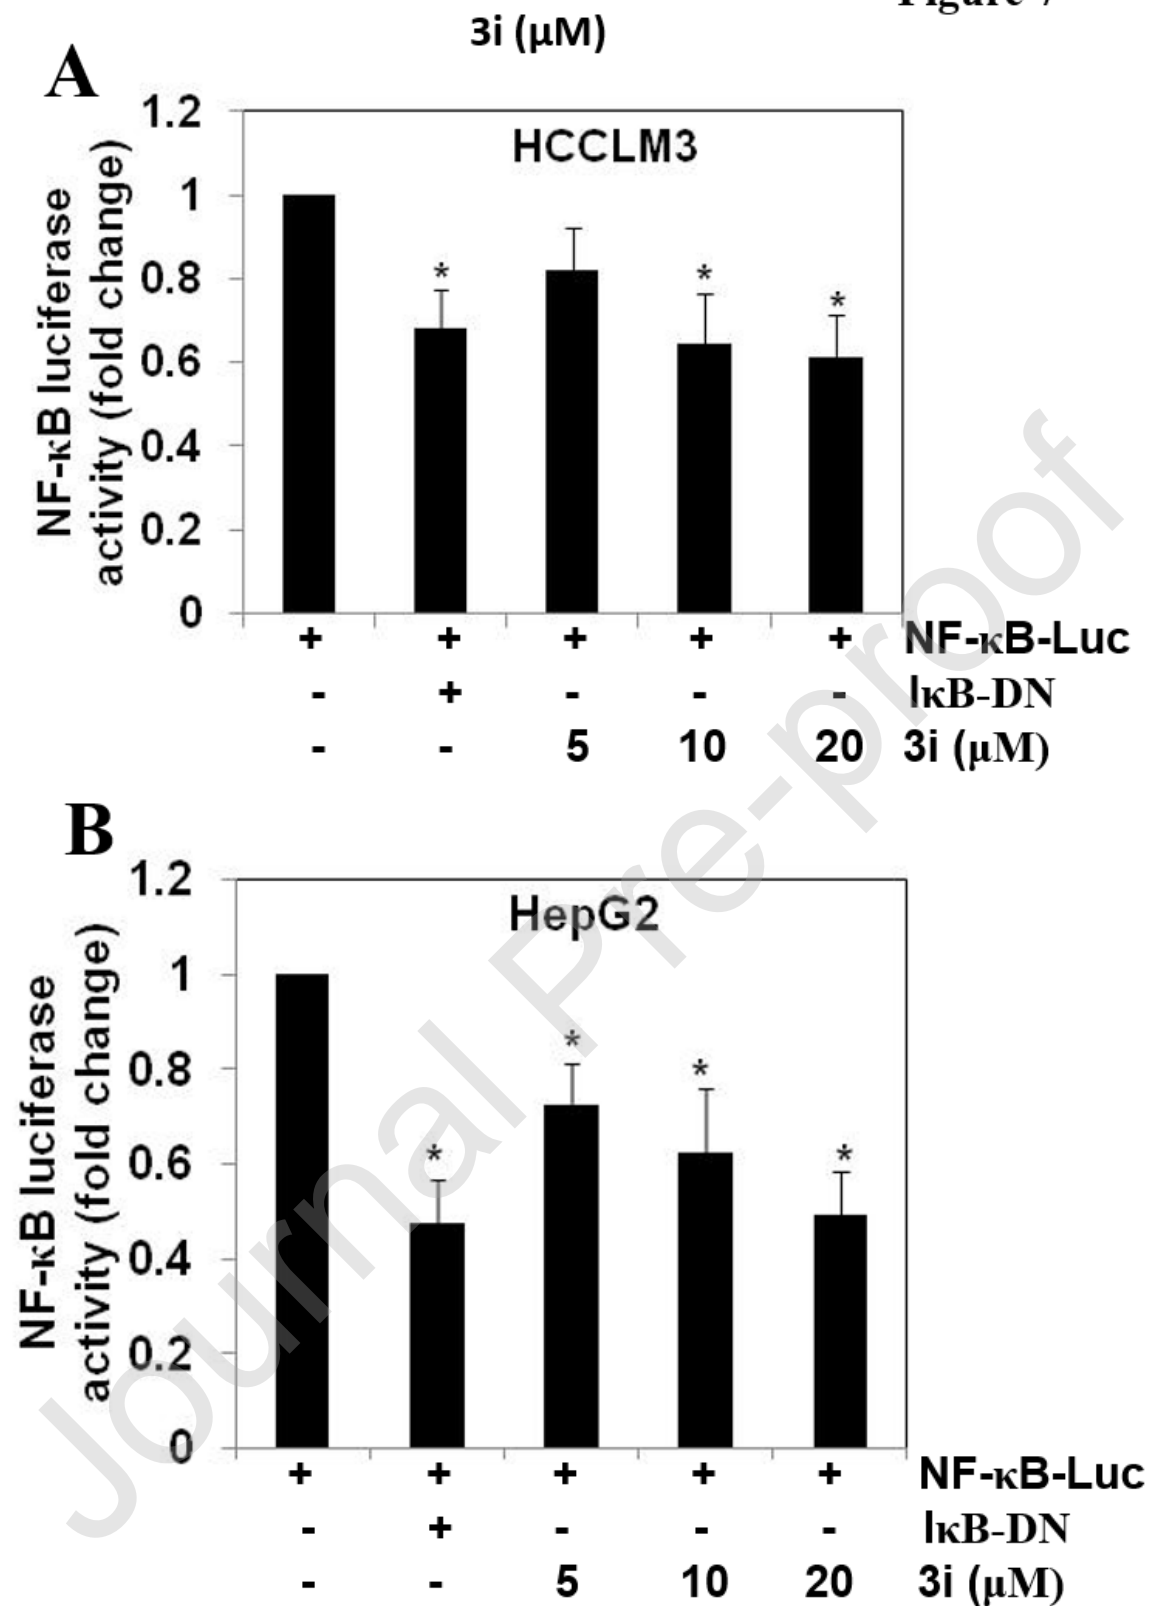 Figure 7
3i (μM)
A
HCCLM3
NF-κB luciferase
activity (fold change)
1.2
1
0.8
0.6
0.4
0.2
0
* * *
+ + + + + NF-κB-Luc
- + - - - IκB-DN
- - 5 10 20 3i (μM)
B
HepG2
NF-κB luciferase
activity (fold change)
1.2
1
0.8
0.6
0.4
0.2
0
* * * *
+ + + + + NF-κB-Luc
- + - - - IκB-DN
- - 5 10 20 3i (μM)
Journal Pre-proof